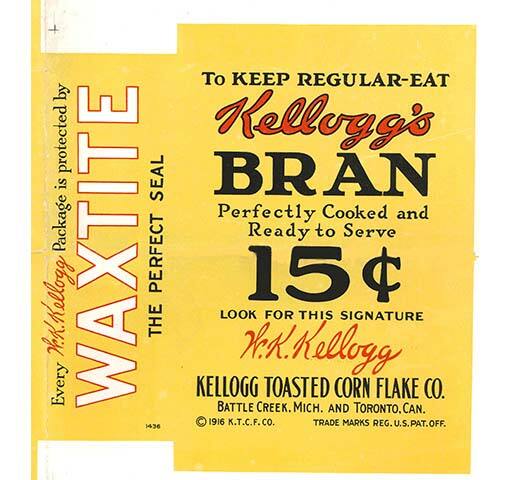 Every W.K.Kellogg Package is protected by
WAXTITE
THE PERFECT SEAL
1436
TO KEEP REGULAR-EAT
Kellogg's
BRAN
Perfectly Cooked and
Ready to Serve
15¢
LOOK FOR THIS SIGNATURE
W.K.Kellogg
KELLOGG TOASTED CORN FLAKE CO.
BATTLE CREEK, MICH. AND TORONTO, CAN.
© 1916 K.T.C.F. CO. TRADE MARKS REG. U.S. PAT. OFF.